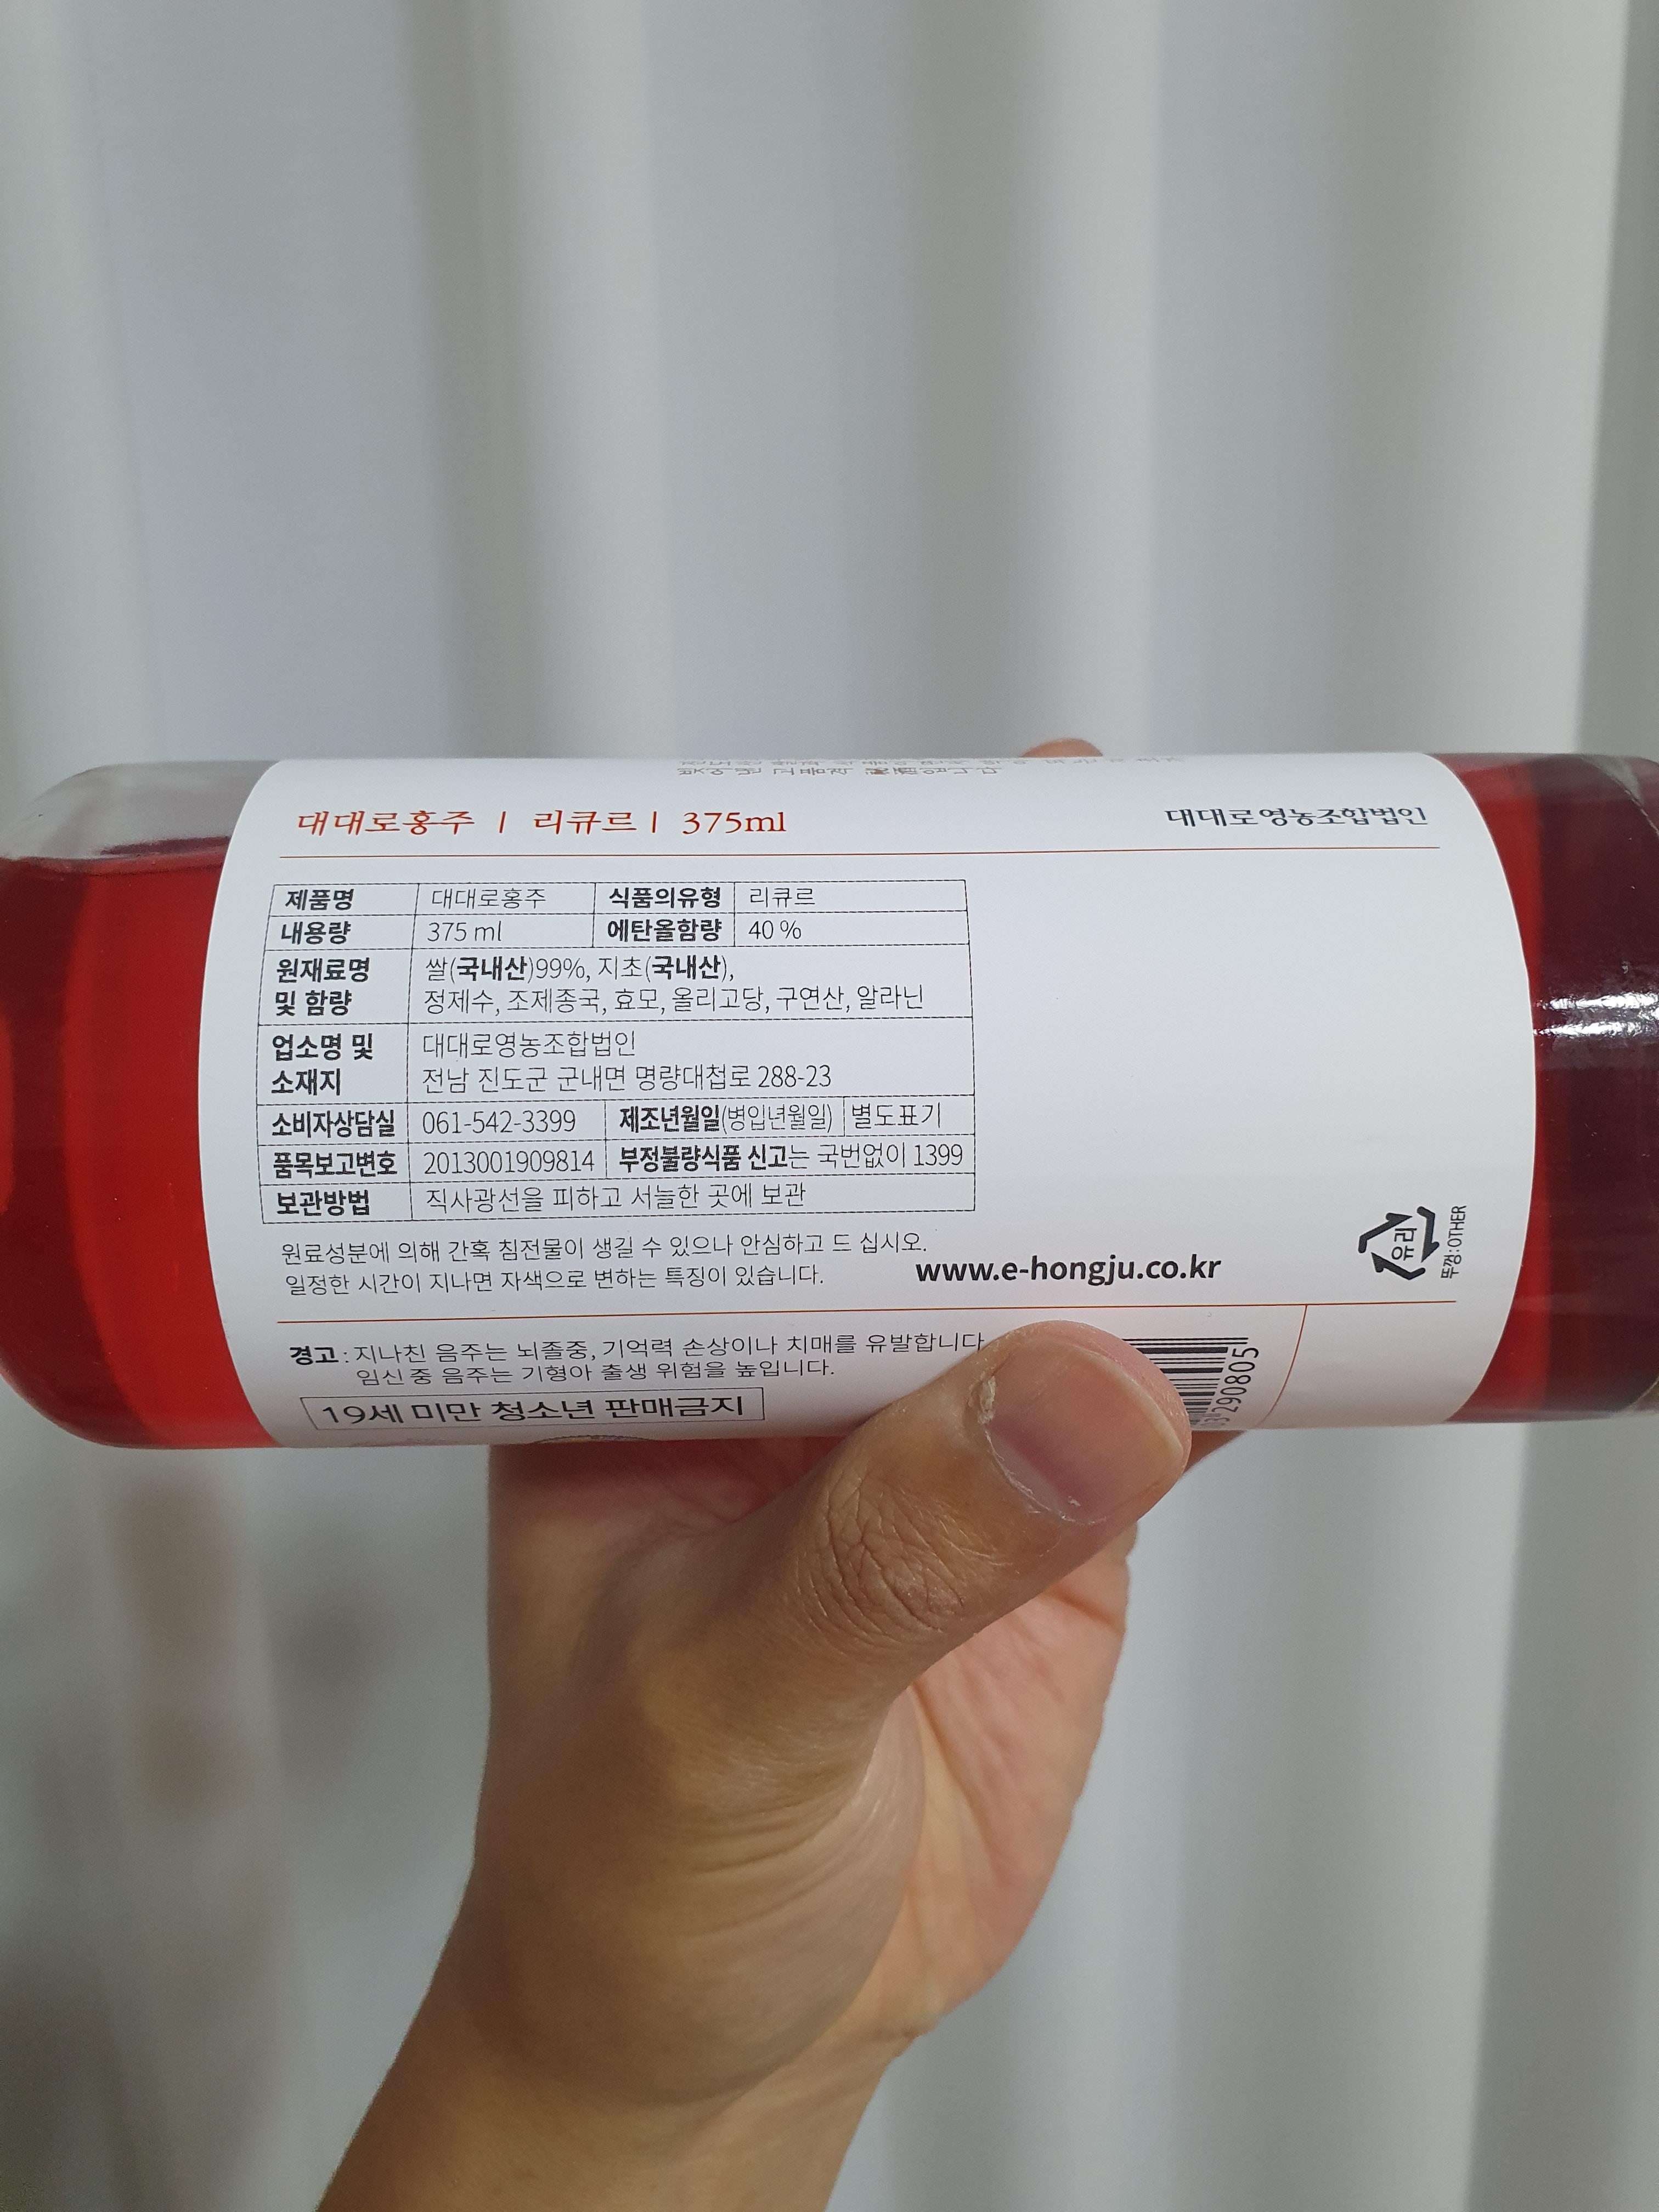 대대로홍주 | 리큐르 | 375ml
대대로영농조합법인
제품명 대대로홍주 식품의유형 리큐르
내용량 375 ml 에탄올함량 40 %
원재료명 쌀(국내산)99%, 지초(국내산),
및 함량 정제수, 조제종국, 효모, 올리고당, 구연산, 알라닌
업소명 및 대대로영농조합법인
소재지 전남 진도군 군내면 명량대첩로 288-23
소비자상담실 061-542-3399 제조년월일(병입년월일) 별도표기
품목보고번호 2013001909814 부정불량식품 신고는 국번없이 1399
보관방법 직사광선을 피하고 서늘한 곳에 보관
원료성분에 의해 간혹 침전물이 생길 수 있으나 안심하고 드 십시오.
일정한 시간이 지나면 자색으로 변하는 특징이 있습니다.
www.e-hongju.co.kr
유리
뚜껑:OTHER
경고 : 지나친 음주는 뇌졸중, 기억력 손상이나 치매를 유발합니다
임신 중 음주는 기형아 출생 위험을 높입니다.
19세 미만 청소년 판매금지
290805